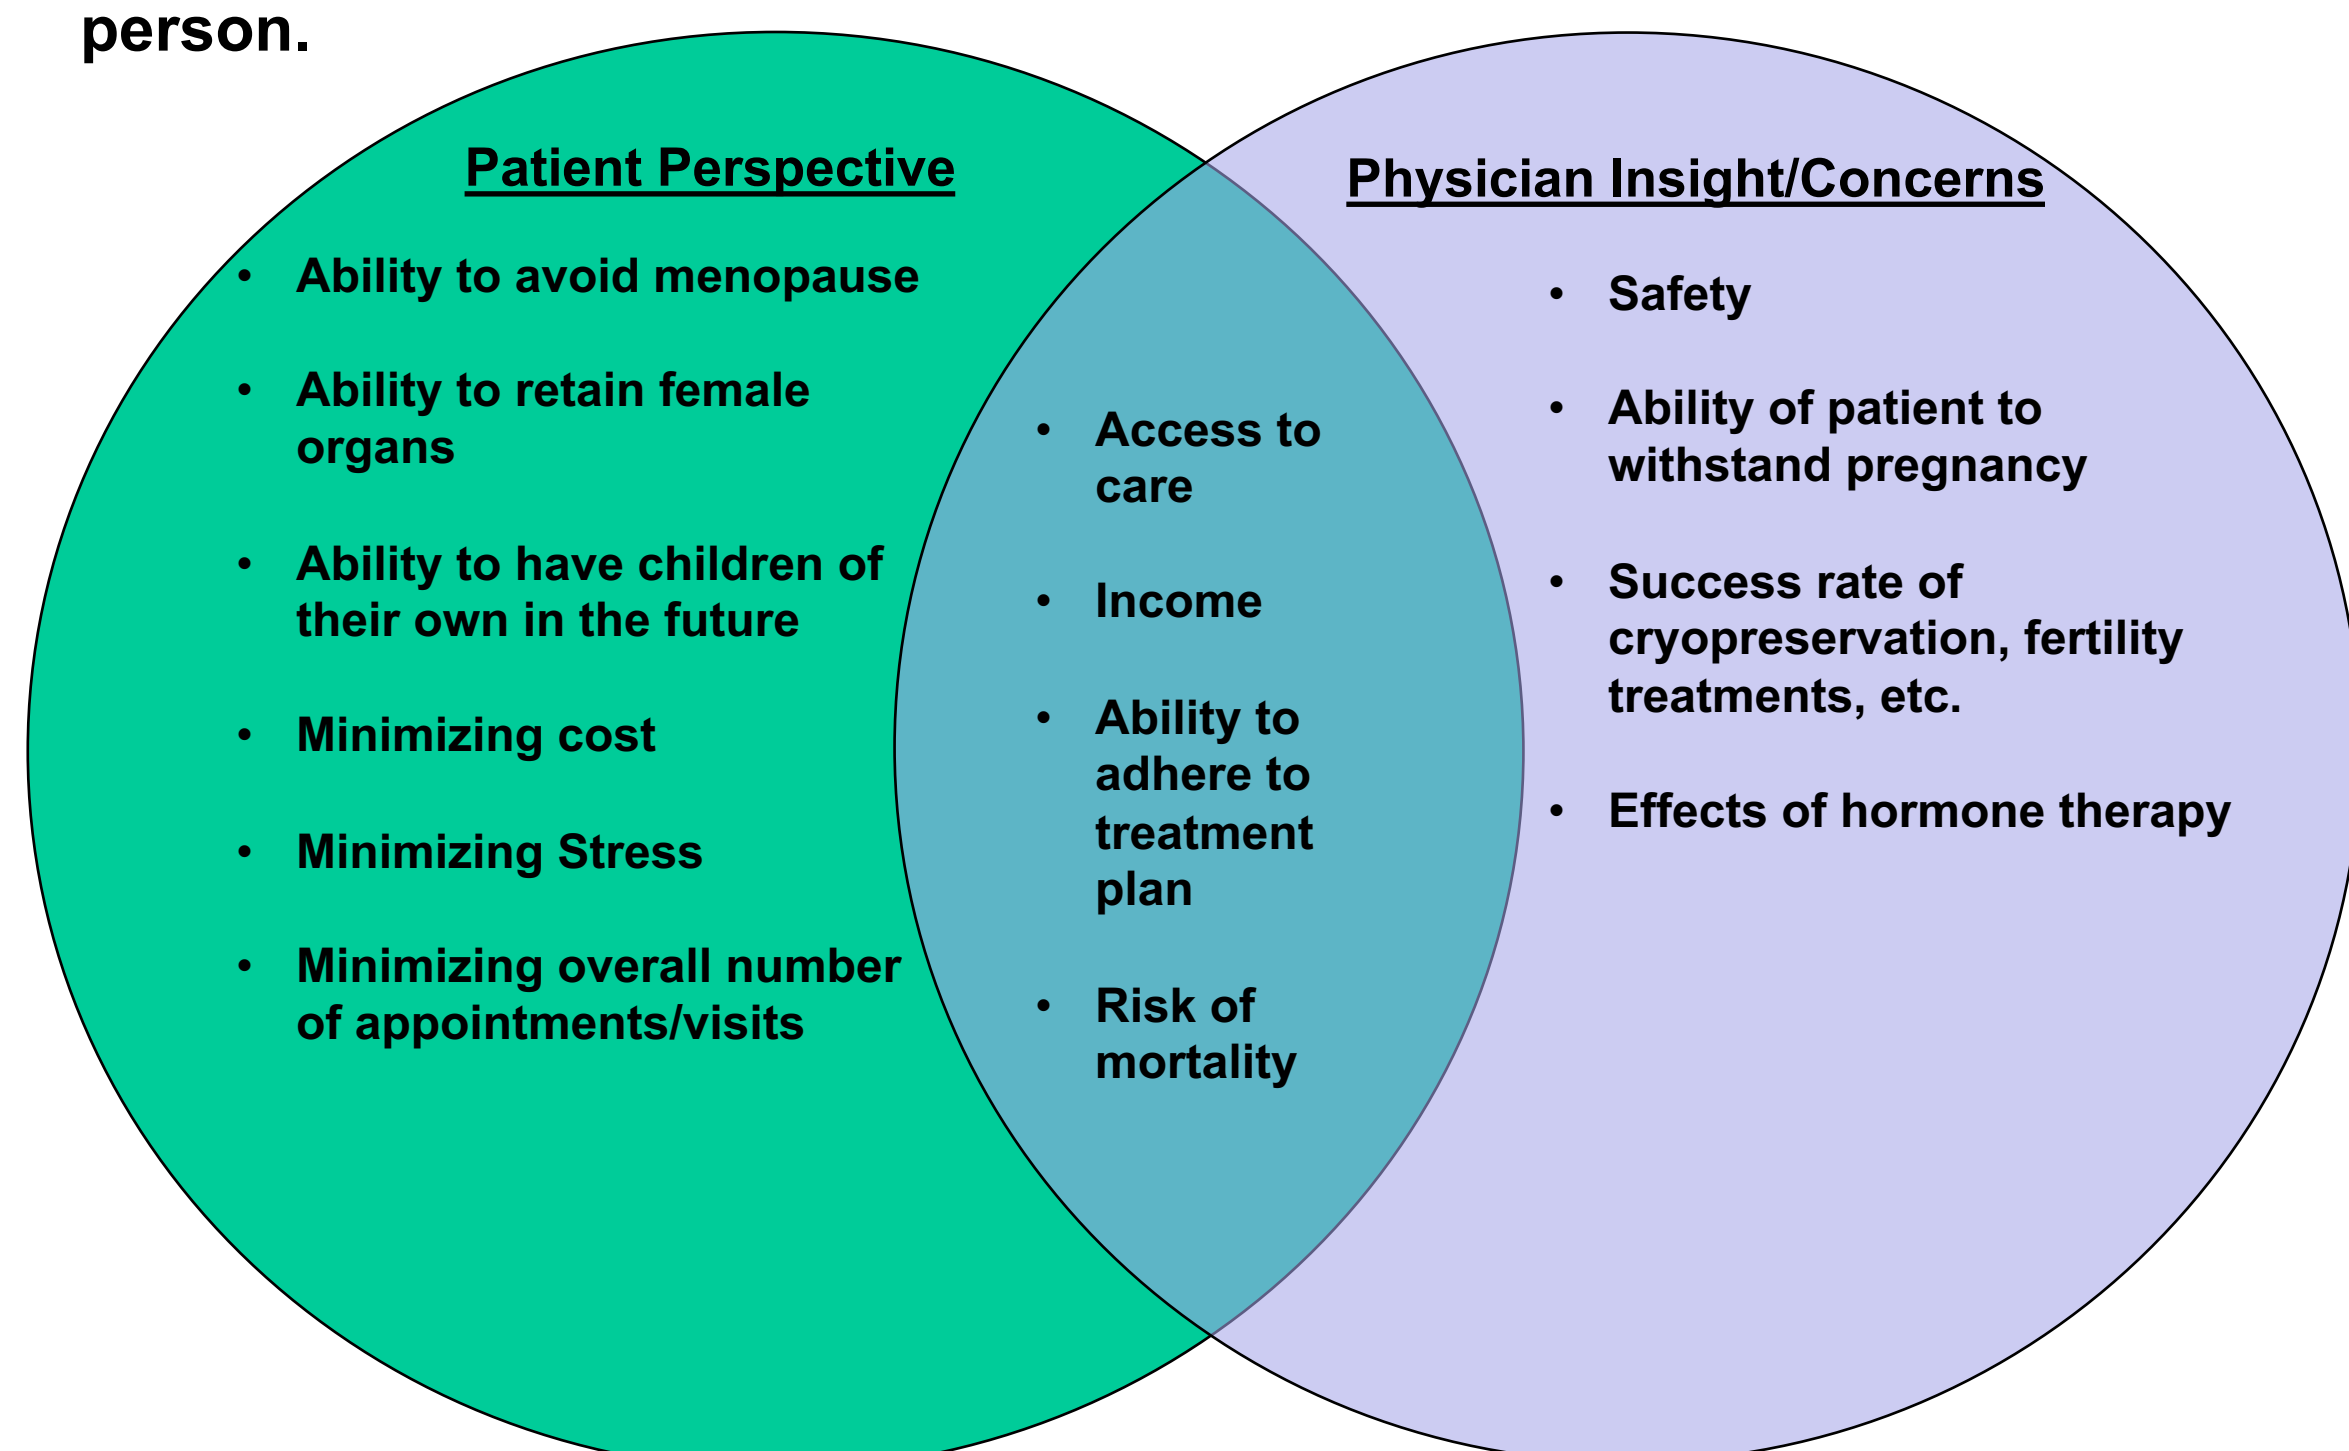 person.
Patient Perspective
• Ability to avoid menopause
• Ability to retain female
organs
• Ability to have children of
their own in the future
• Minimizing cost
• Minimizing Stress
• Minimizing overall number
of appointments/visits
• Access to
care
• Income
• Ability to
adhere to
treatment
plan
• Risk of
mortality
Physician Insight/Concerns
• Safety
• Ability of patient to
withstand pregnancy
• Success rate of
cryopreservation, fertility
treatments, etc.
• Effects of hormone therapy